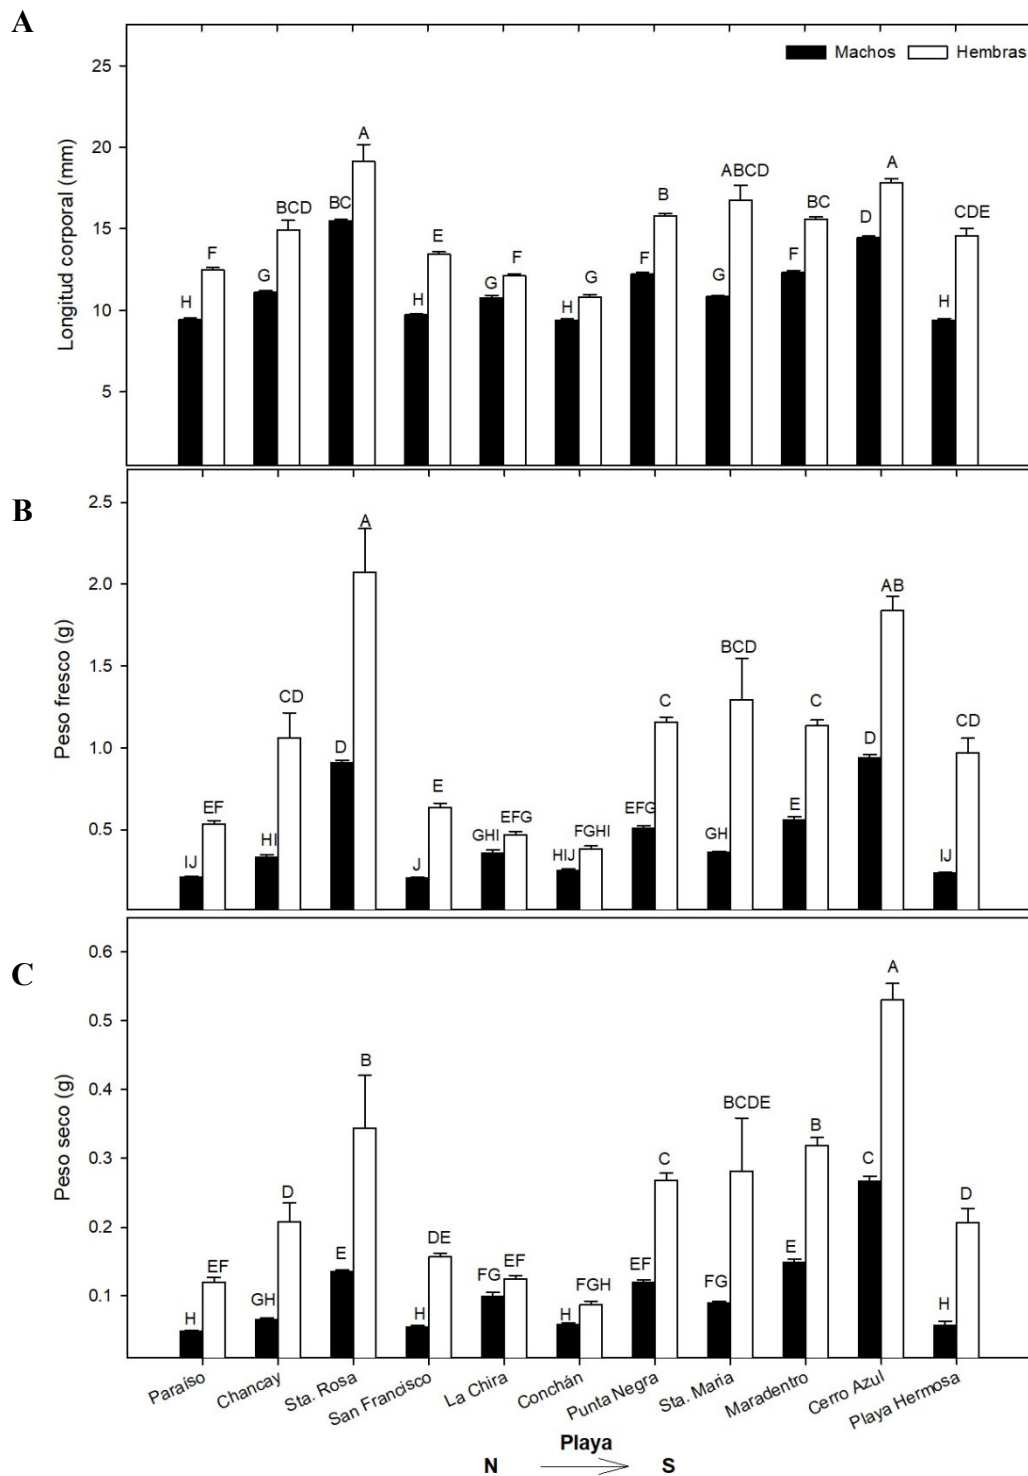 A
Machos Hembras
Longitud corporal (mm)
25
20
15
10
5
H F G BCD BC A H E G F H G F B G ABCD F BC D A H CDE
B
Peso fresco (g)
2.5
2.0
1.5
1.0
0.5
IJ EF HI CD D A J E GHI EFG HIJ FGHI EFG C GH BCD E C D AB IJ CD
C
Peso seco (g)
0.6
0.5
0.4
0.3
0.2
0.1
H EF GH D E B H DE FG EF H FGH EF C FG BCDE E B C A H D
Paraíso Chancay Sta. Rosa San Francisco La Chira Conchán Punta Negra Sta. Maria Maradentro Cerro Azul Playa Hermosa
Playa
N S